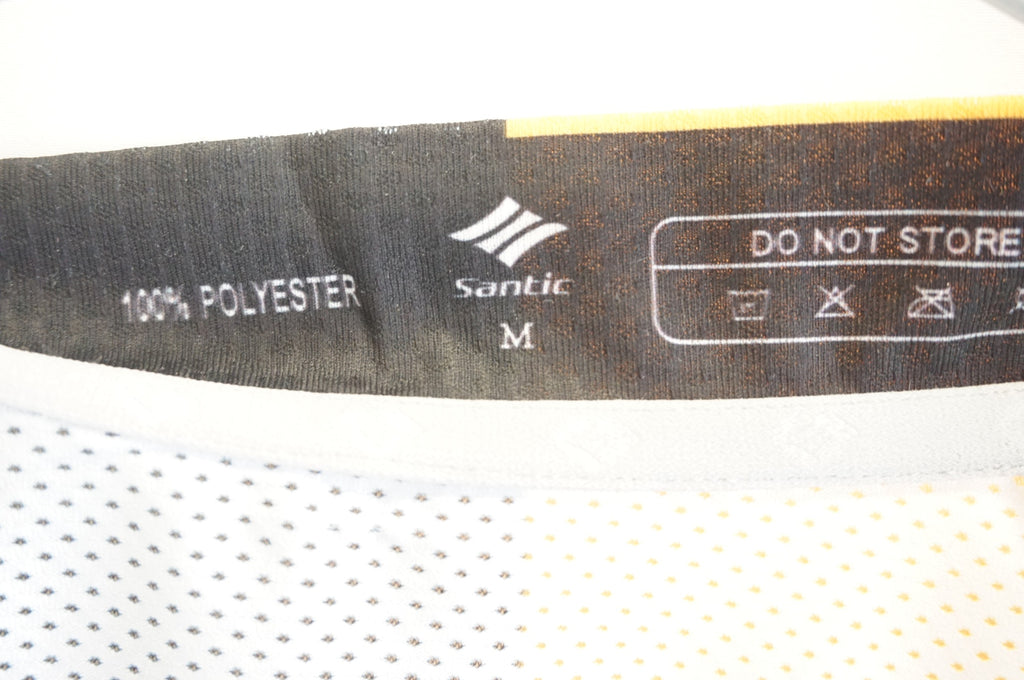 100% POLYESTER
Santic
M
DO NOT STORE